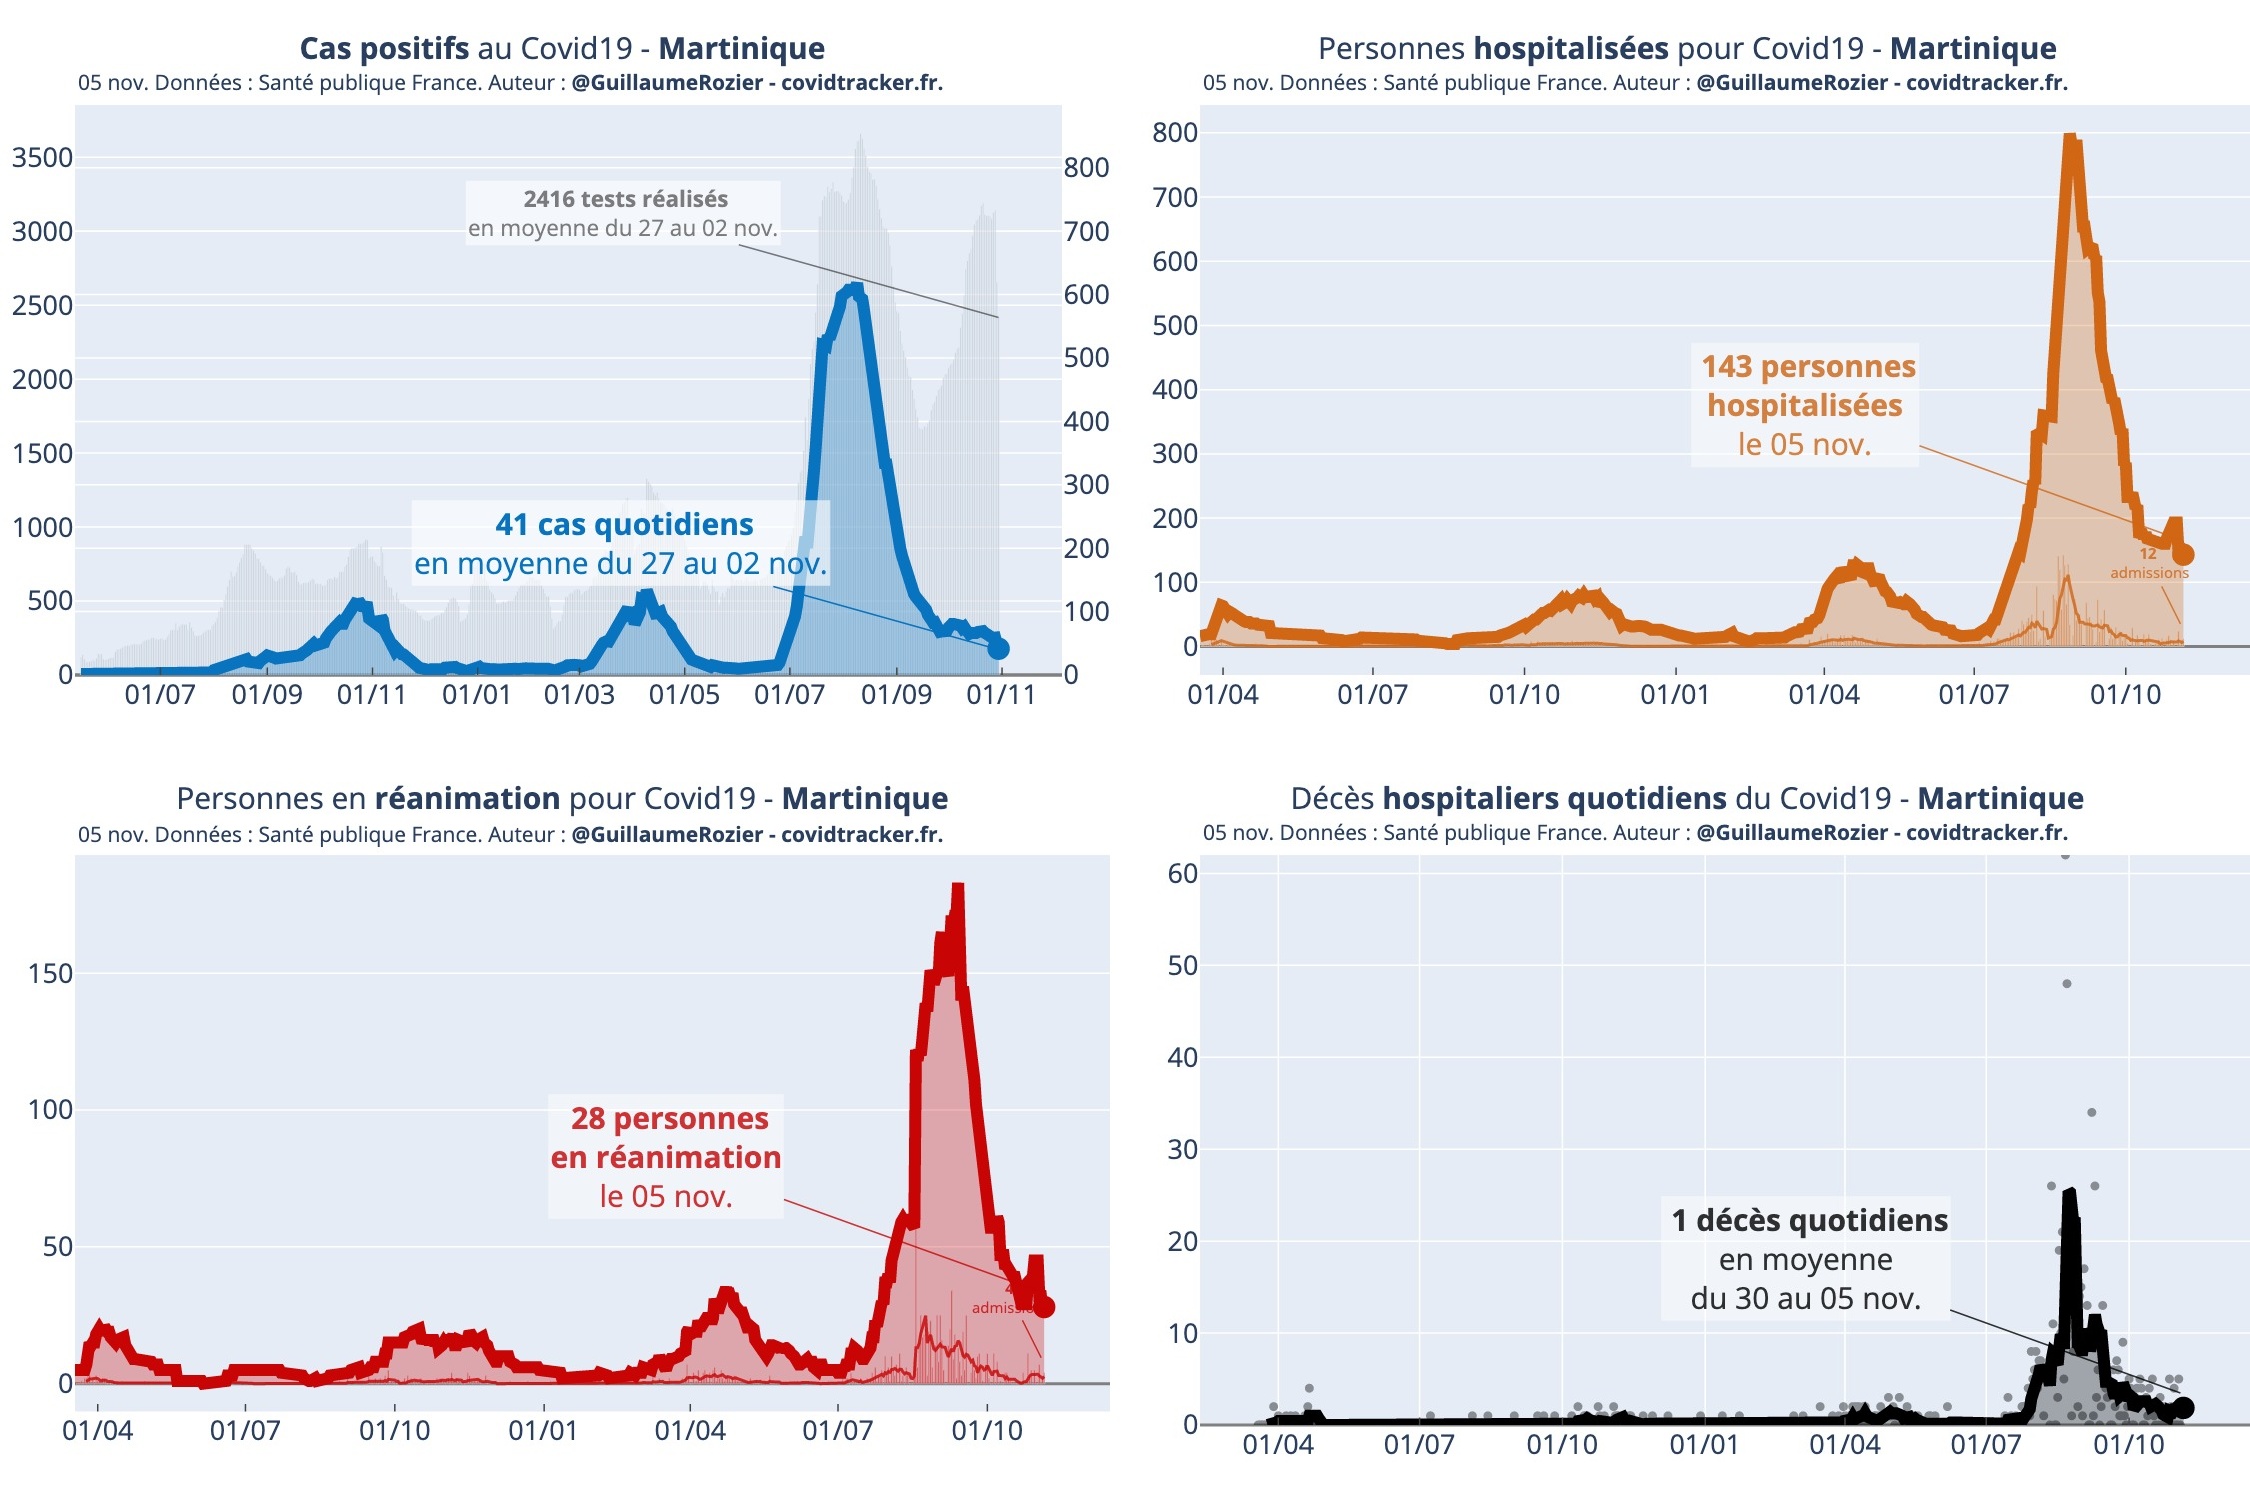 Cas positifs au Covid19 - Martinique
05 nov. Données : Santé publique France. Auteur : @GuillaumeRozier - covidtracker.fr.
3500
3000
2500
2000
1500
1000
500
0
800
700
600
500
400
300
200
100
0
2416 tests réalisés
en moyenne du 27 au 02 nov.
41 cas quotidiens
en moyenne du 27 au 02 nov.
01/07 01/09 01/11 01/01 01/03 01/05 01/07 01/09 01/11
Personnes hospitalisées pour Covid19 - Martinique
05 nov. Données : Santé publique France. Auteur : @GuillaumeRozier - covidtracker.fr.
800
700
600
500
400
300
200
100
0
143 personnes
hospitalisées
le 05 nov.
12
admissions
01/04 01/07 01/10 01/01 01/04 01/07 01/10
Personnes en réanimation pour Covid19 - Martinique
05 nov. Données : Santé publique France. Auteur : @GuillaumeRozier - covidtracker.fr.
150
100
50
0
28 personnes
en réanimation
le 05 nov.
01/04 01/07 01/10 01/01 01/04 01/07 01/10
Décès hospitaliers quotidiens du Covid19 - Martinique
05 nov. Données : Santé publique France. Auteur : @GuillaumeRozier - covidtracker.fr.
60
50
40
30
20
10
0
1 décès quotidiens
en moyenne
du 30 au 05 nov.
01/04 01/07 01/10 01/01 01/04 01/07 01/10